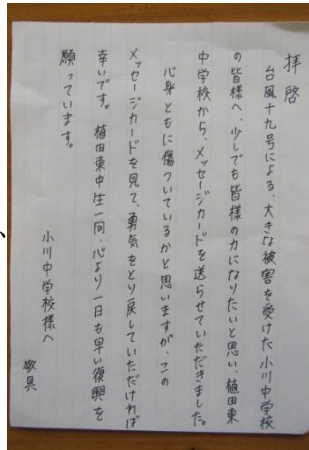 拝啓
台風十九号による、大きな被害を受けた小川中学校
の皆様へ、少しでも皆様の力になりたいと思い、植田東
中学校から、メッセージカードを送らせていただきました。
心身ともに傷ついているかと思いますが、この
メッセージカードを見て、勇気をとり戻していただければ
幸いです。植田東中生一同、心より一日も早い復興を
願っています。
小川中学校様へ
敬具
、